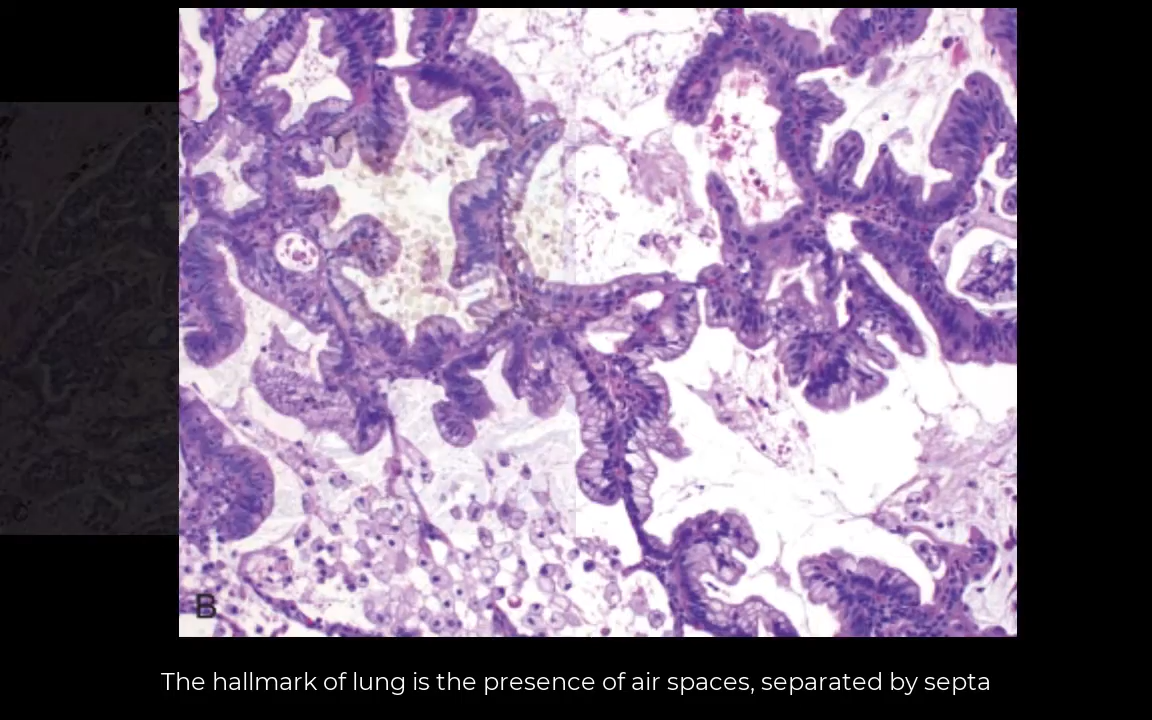 B
The hallmark of lung is the presence of air spaces, separated by septa